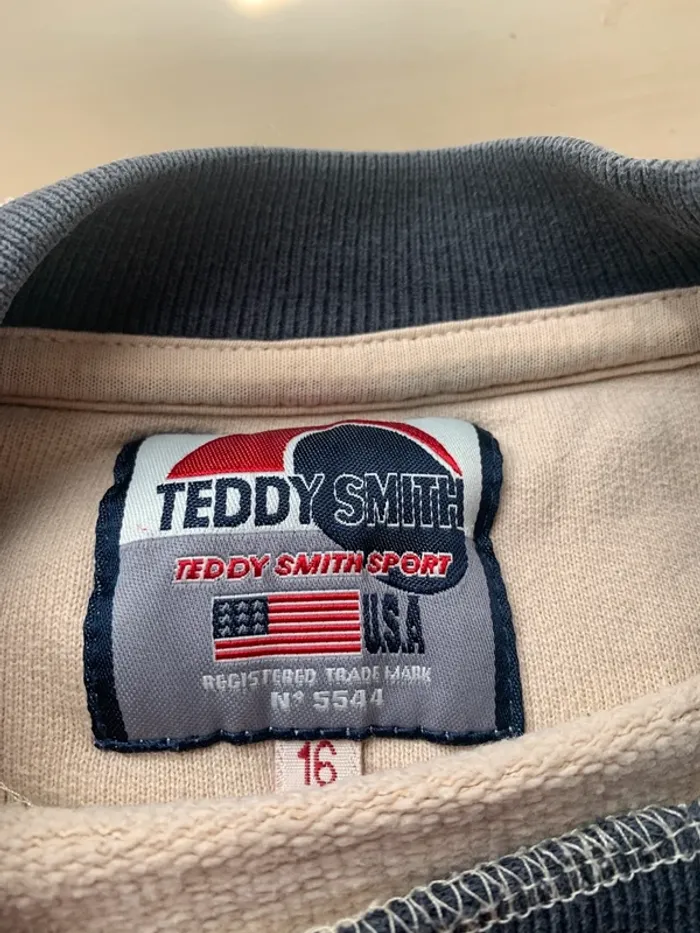 TEDDY SMITH
TEDDY SMITH SPORT
U.S.A
REGISTERED TRADE MARK
N° 5544
16